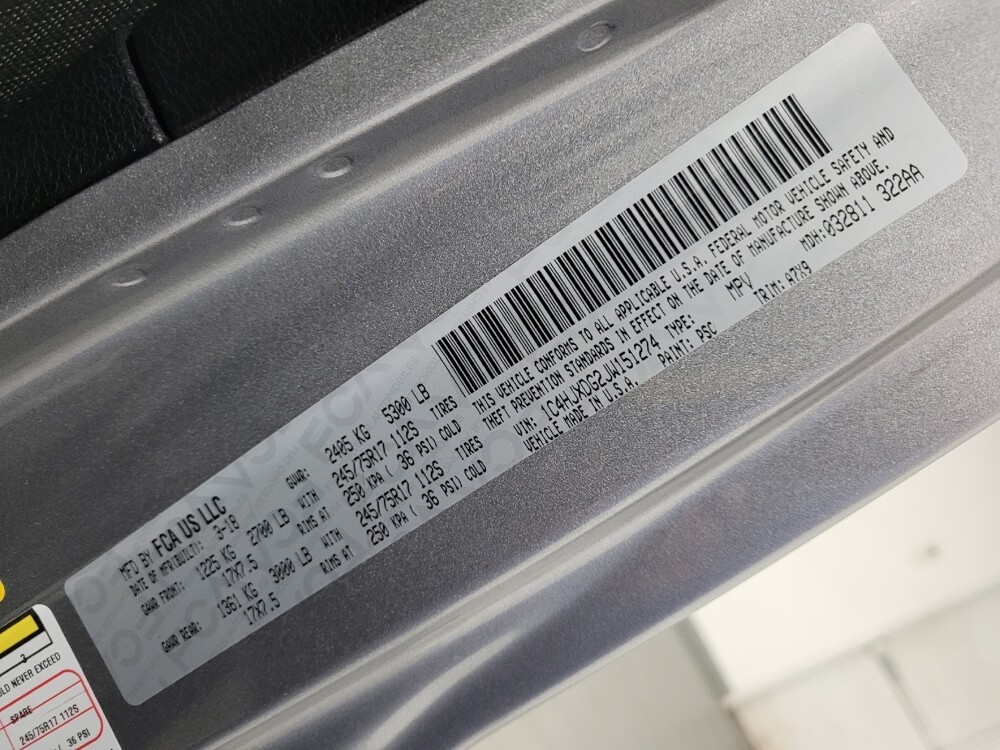 MFD BY FCA US LLC
DATE OF MFR(BUILT): 3-18
GVWR: 2405 KG 5300 LB
GAWR FRONT: 1225 KG 2700 LB WITH 245/75R17 112S TIRES
17X7.5 RIMS AT 250 KPA( 36 PSI) COLD
GAWR REAR: 1361 KG 3000 LB WITH 245/75R17 112S TIRES
17X7.5 RIMS AT 250 KPA( 36 PSI) COLD
THIS VEHICLE CONFORMS TO ALL APPLICABLE U.S.A. FEDERAL MOTOR VEHICLE SAFETY AND
THEFT PREVENTION STANDARDS IN EFFECT ON THE DATE OF MANUFACTURE SHOWN ABOVE.
VIN: 1C4HJXDG2JW151274 TYPE: MPV MDH:032811 322AA
VEHICLE MADE IN U.S.A. PAINT: PSC TRIM: A7X9
3
LD NEVER EXCEED
SPARE
245/75R17 112S
36 PSI